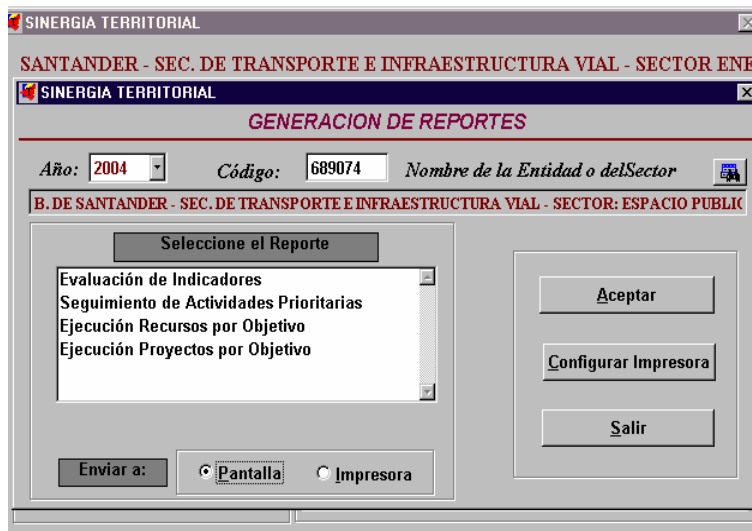 SINERGIA TERRITORIAL
SANTANDER - SEC. DE TRANSPORTE E INFRAESTRUCTURA VIAL - SECTOR ENE
SINERGIA TERRITORIAL
GENERACION DE REPORTES
Año: 2004 Código: 689074 Nombre de la Entidad o delSector
B. DE SANTANDER - SEC. DE TRANSPORTE E INFRAESTRUCTURA VIAL - SECTOR: ESPACIO PUBLIC
Seleccione el Reporte
Evaluación de Indicadores
Seguimiento de Actividades Prioritarias
Ejecución Recursos por Objetivo
Ejecución Proyectos por Objetivo
Aceptar
Configurar Impresora
Salir
Enviar a: Pantalla Impresora